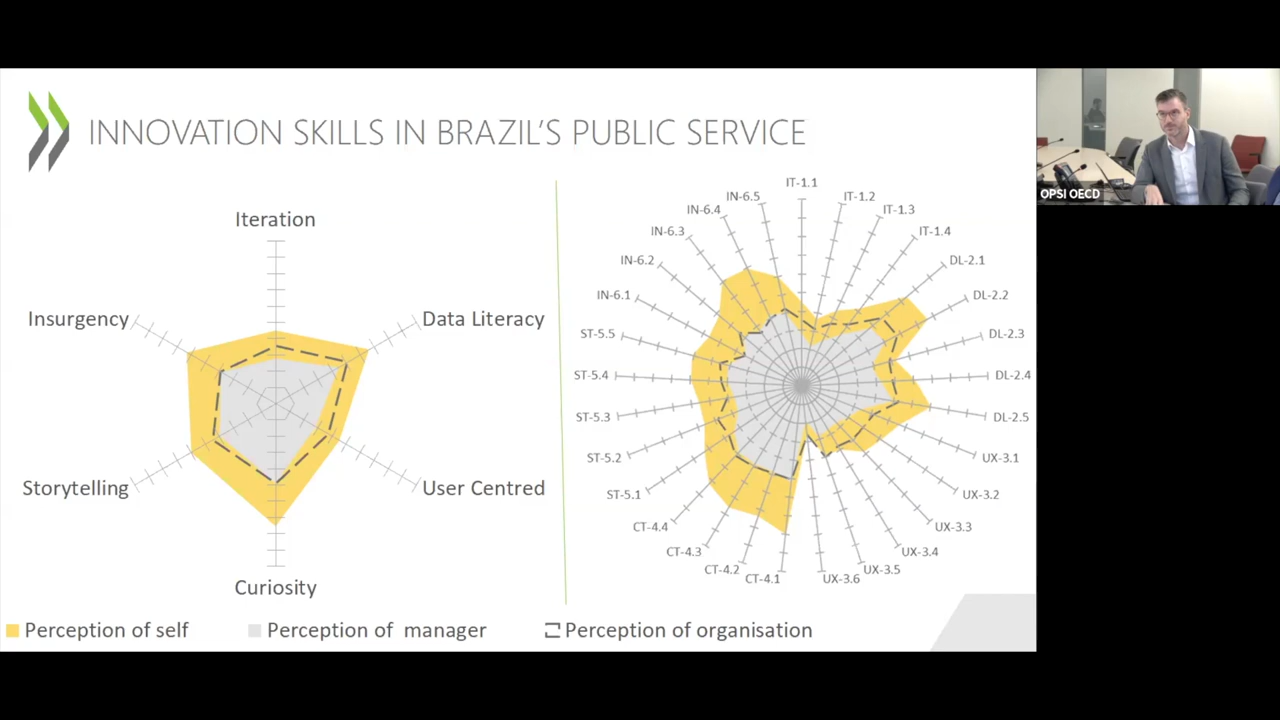 INNOVATION SKILLS IN BRAZIL'S PUBLIC SERVICE
OPSI OECD
Iteration
Insurgency
Data Literacy
Storytelling
User Centred
Curiosity
IT-1.1
IT-1.2
IT-1.3
IT-1.4
DL-2.1
DL-2.2
DL-2.3
DL-2.4
DL-2.5
UX-3.1
UX-3.2
UX-3.3
UX-3.4
UX-3.5
UX-3.6
CT-4.1
CT-4.2
CT-4.3
CT-4.4
ST-5.1
ST-5.2
ST-5.3
ST-5.4
ST-5.5
IN-6.1
IN-6.2
IN-6.3
IN-6.4
IN-6.5
Perception of self
Perception of manager
Perception of organisation